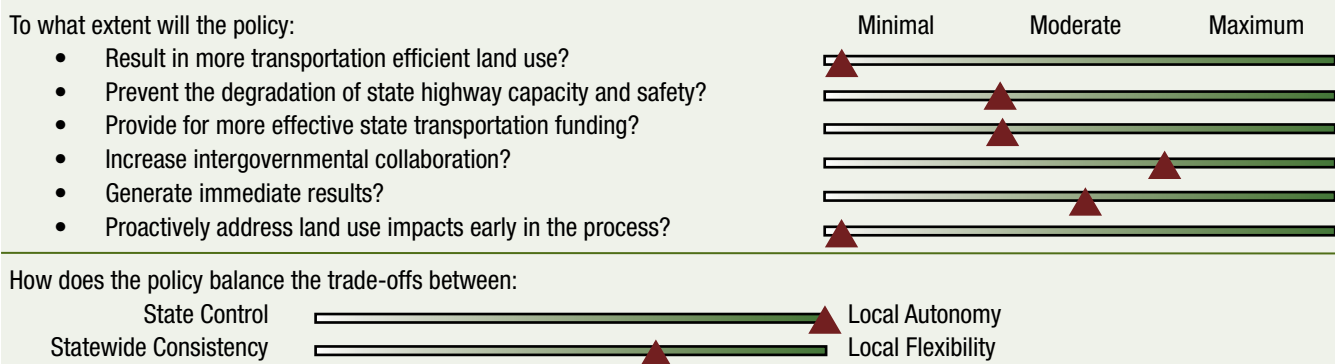 To what extent will the policy: Minimal Moderate Maximum
• Result in more transportation efficient land use?
• Prevent the degradation of state highway capacity and safety?
• Provide for more effective state transportation funding?
• Increase intergovernmental collaboration?
• Generate immediate results?
• Proactively address land use impacts early in the process?
How does the policy balance the trade-offs between:
State Control Local Autonomy
Statewide Consistency Local Flexibility